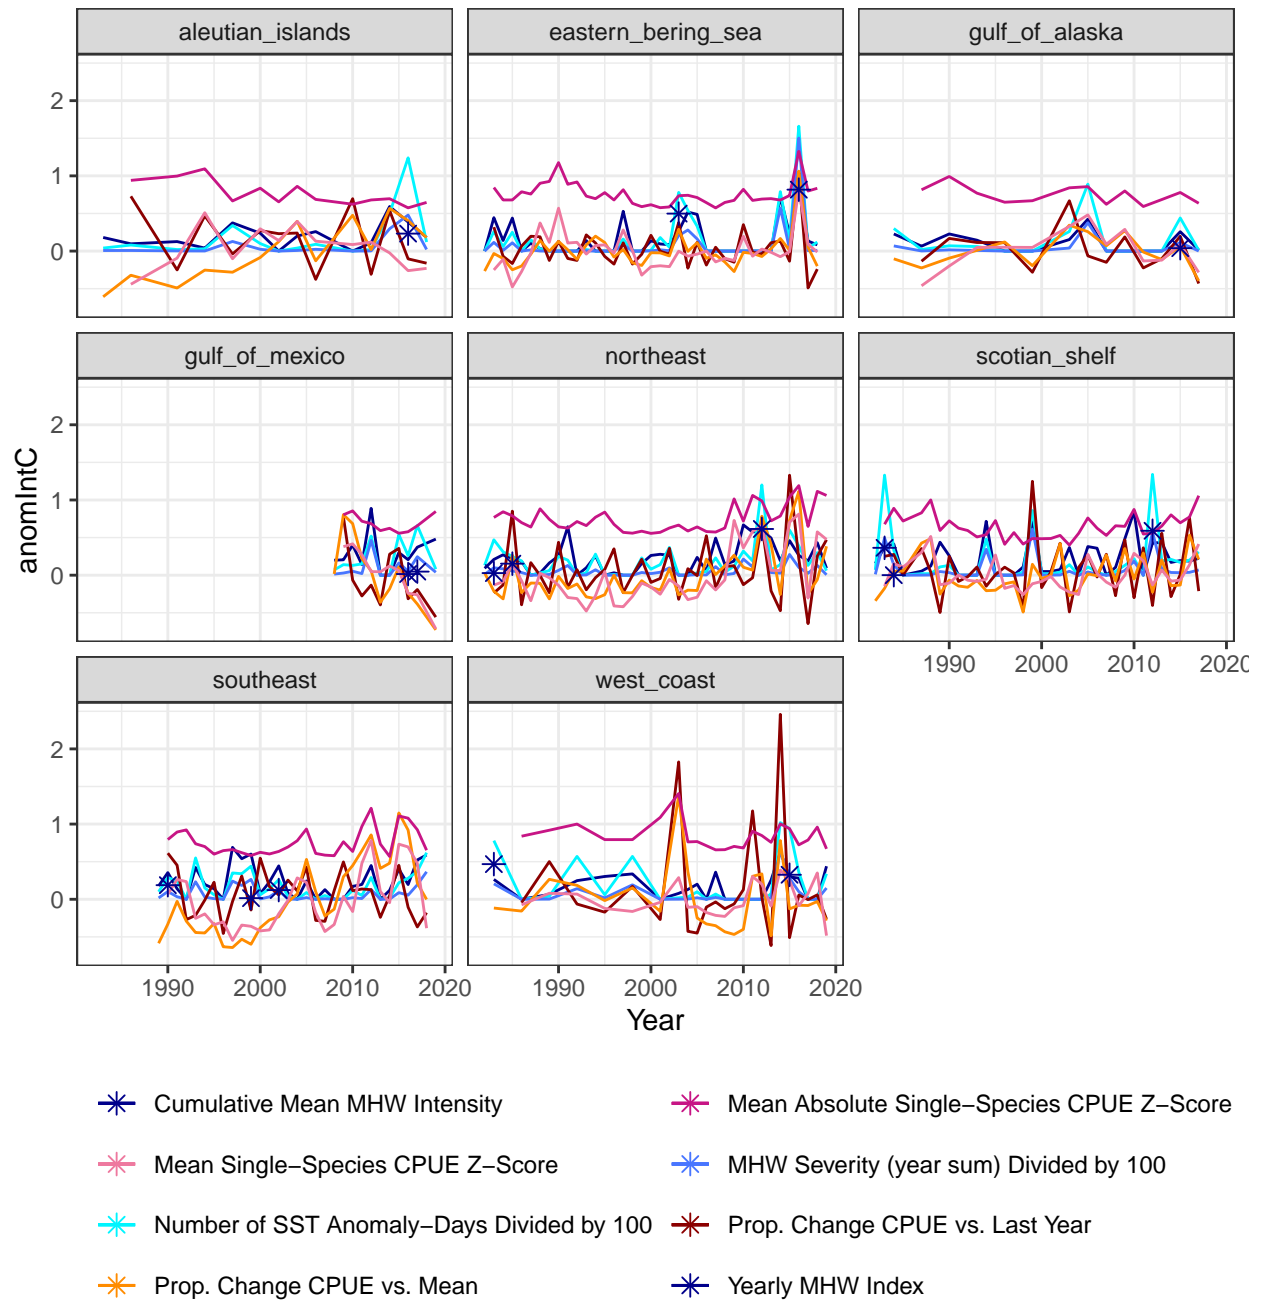 aleutian_islands eastern_bering_sea gulf_of_alaska
2
1
0
gulf_of_mexico northeast scotian_shelf
2
1
0
1990 2000 2010 2020
southeast west_coast
2
1
0
1990 2000 2010 2020 1990 2000 2010 2020
anomIntC
Year
Cumulative Mean MHW Intensity Mean Absolute Single−Species CPUE Z−Score
Mean Single−Species CPUE Z−Score MHW Severity (year sum) Divided by 100
Number of SST Anomaly−Days Divided by 100 Prop. Change CPUE vs. Last Year
Prop. Change CPUE vs. Mean Yearly MHW Index